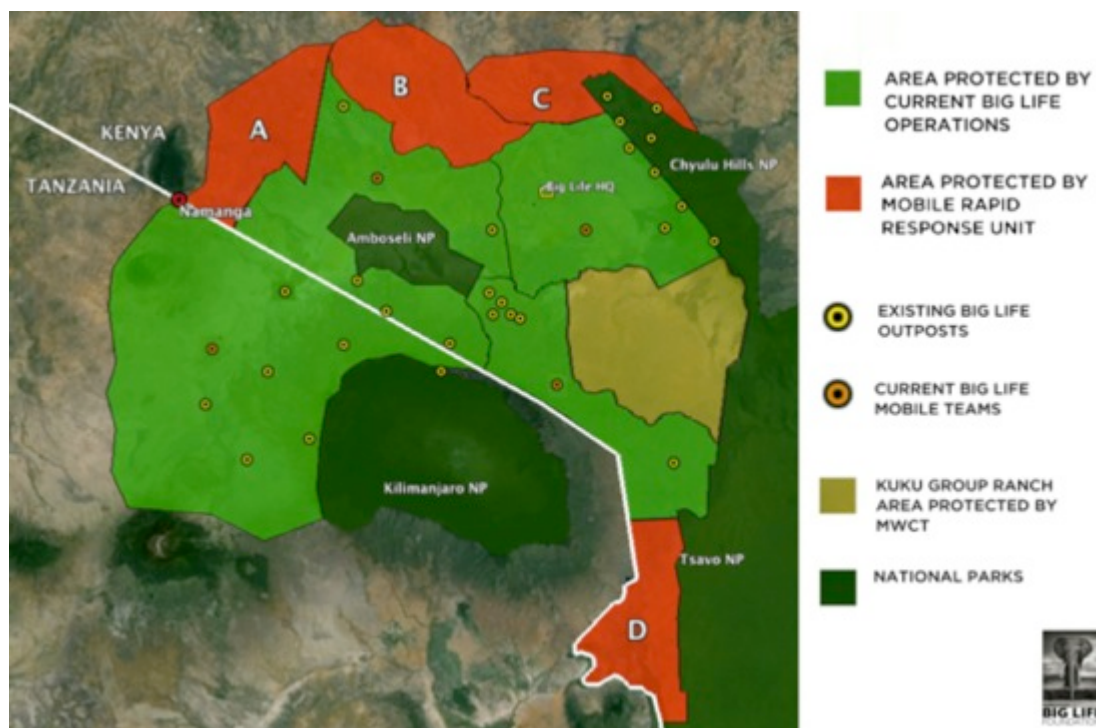 A
B
C
KENYA
TANZANIA
Namanga
Chyulu Hills NP
Big Life HQ
Amboseli NP
Kilimanjaro NP
Tsavo NP
D
AREA PROTECTED BY
CURRENT BIG LIFE
OPERATIONS
AREA PROTECTED BY
MOBILE RAPID
RESPONSE UNIT
EXISTING BIG LIFE
OUTPOSTS
CURRENT BIG LIFE
MOBILE TEAMS
KUKU GROUP RANCH
AREA PROTECTED BY
MWCT
NATIONAL PARKS
BIG LIFE